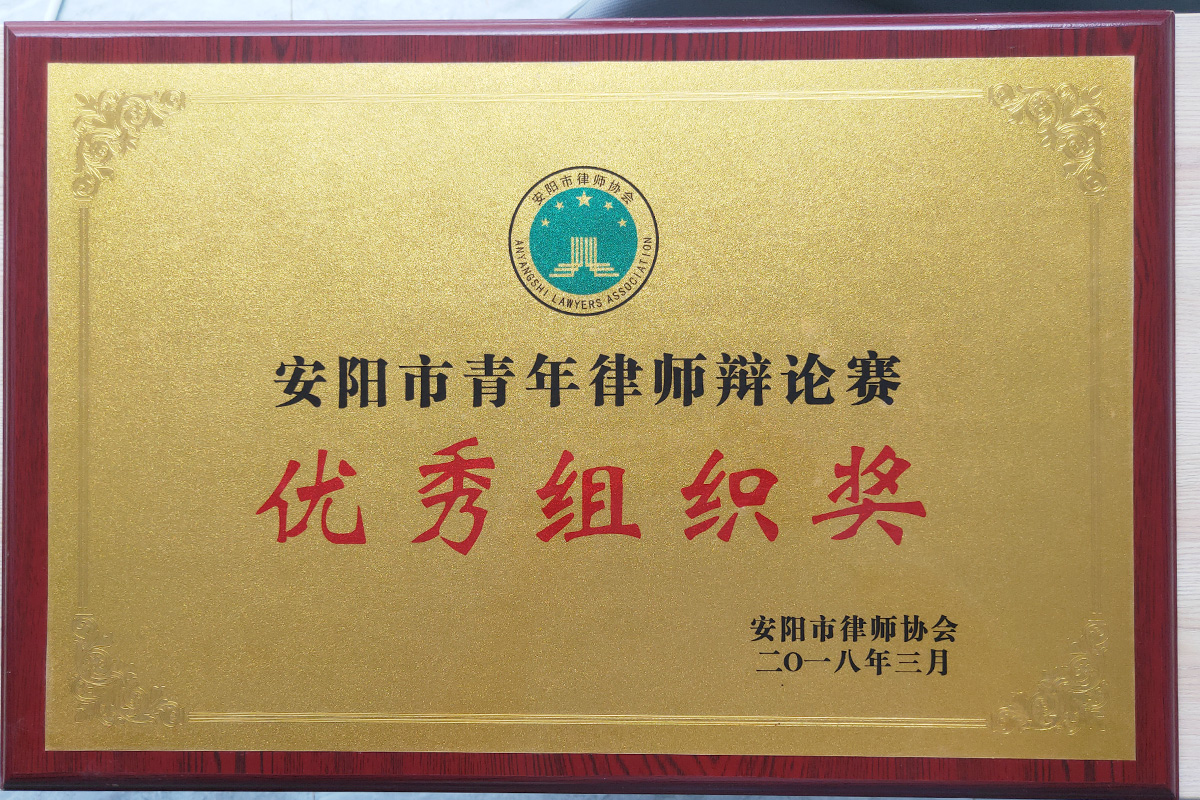 安阳市律师协会
ANYANGSHI LAWYERS ASSOCIATION
安阳市青年律师辩论赛
优秀组织奖
安阳市律师协会
二〇一八年三月